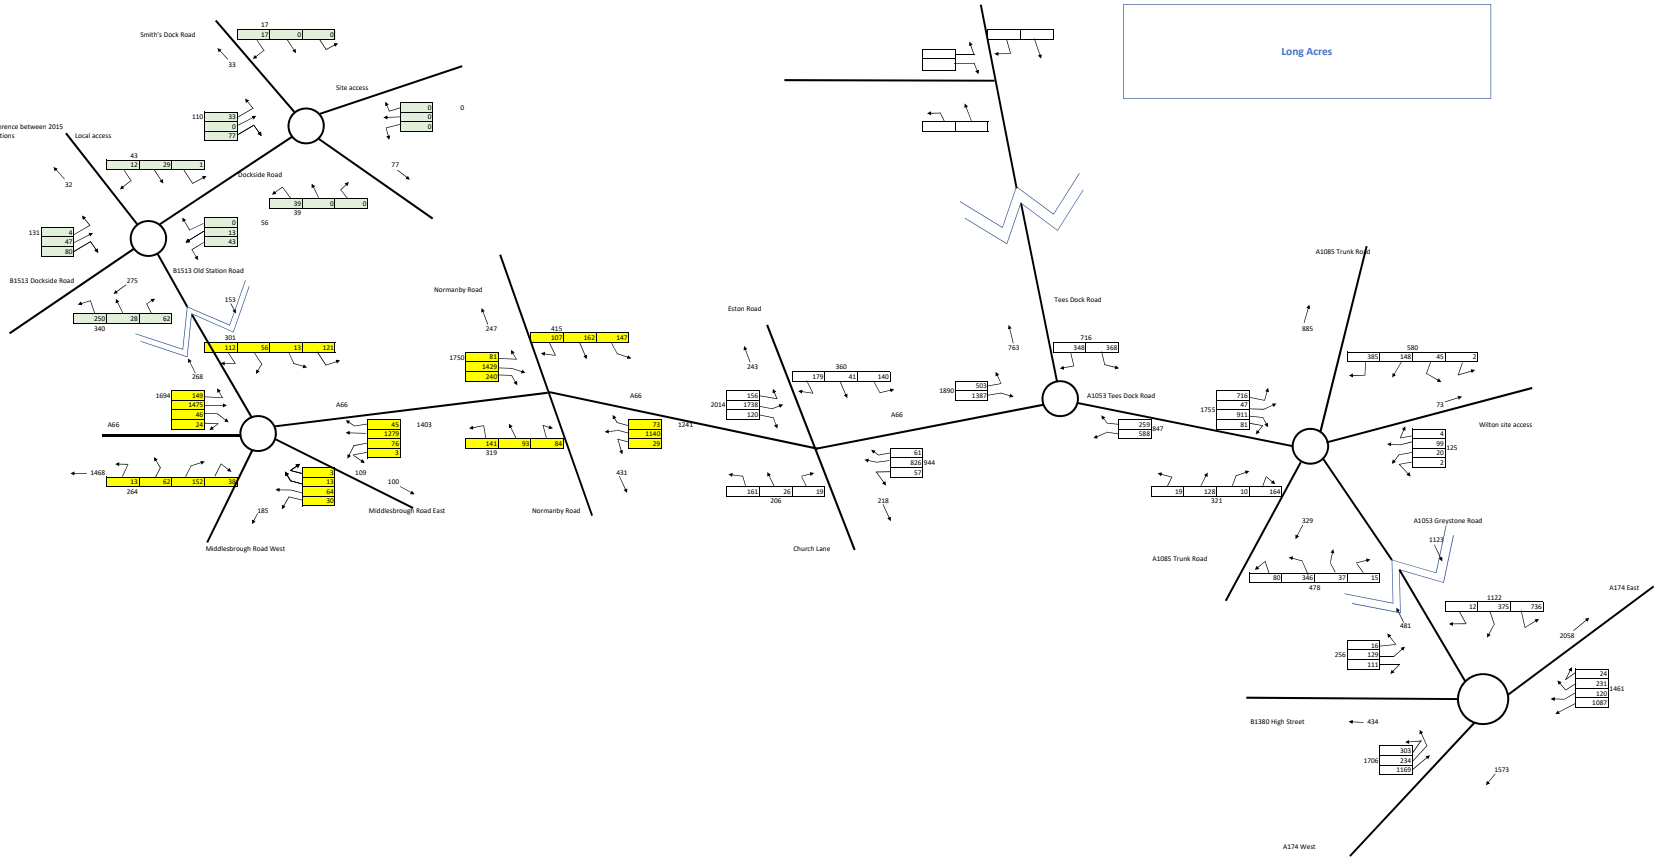 17
Smith's Dock Road
17 0 0
33
Long Acres
Site access
110
33
0
77
0
0
0
0
erence between 2015
tions
Local access
43
12 29 1
32
Dockside Road
77
39 0 0
39
56
131
4
47
80
0
13
43
B1513 Dockside Road
275
B1513 Old Station Road
153
250 28 62
340
301
112 56 13 121
268
Normanby Road
247
415
107 162 147
1750
81
1429
240
Eston Road
243
360
179 41 140
Tees Dock Road
763
716
348 368
A1085 Trunk Road
885
580
385 148 45 2
1694
149
1475
46
24
A66
A66
45
1279
76
3
1403
141 93 84
319
A66
73
1140
29
1241
2014
156
1738
120
A66
1890
503
1387
A1053 Tees Dock Road
259
588
847
1755
716
47
911
81
73
Wilton site access
4
99
20
2
125
1468
13 62 152 38
264
3
13
64
30
109
100
185
Middlesbrough Road East
Middlesbrough Road West
431
Normanby Road
161 26 19
206
61
826
57
944
218
Church Lane
19 128 10 164
321
329
A1053 Greystone Road
1123
A1085 Trunk Road
80 346 37 15
478
481
1122
12 375 736
A174 East
2058
256
16
129
111
24
231
120
1087
1461
B1380 High Street
434
1706
303
234
1169
1573
A174 West